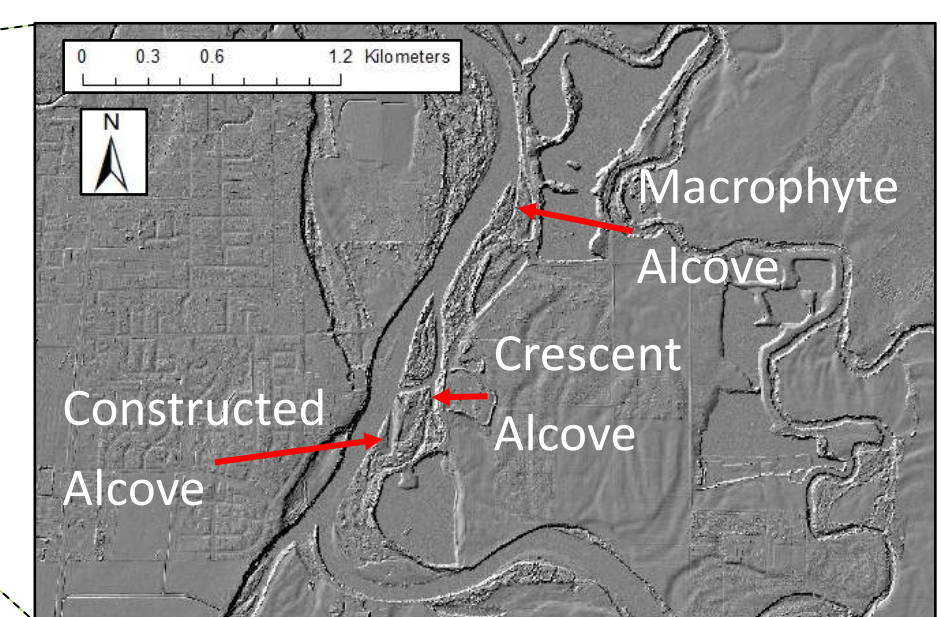 0 0.3 0.6 1.2 Kilometers
N
Macrophyte
Alcove
Crescent
Alcove
Constructed
Alcove